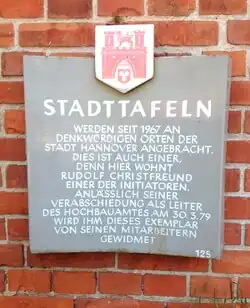 STADTTAFELN
WERDEN SEIT 1967 AN
DENKWÜRDIGEN ORTEN DER
STADT HANNOVER ANGEBRACHT.
DIES IST AUCH EINER,
DENN HIER WOHNT
RUDOLF CHRISTFREUND
EINER DER INITIATOREN.
ANLÄSSLICH SEINER
VERABSCHIEDUNG ALS LEITER
DES HOCHBAUAMTES AM 30.3.79
WIRD IHM DIESES EXEMPLAR
VON SEINEN MITARBEITERN
GEWIDMET
125